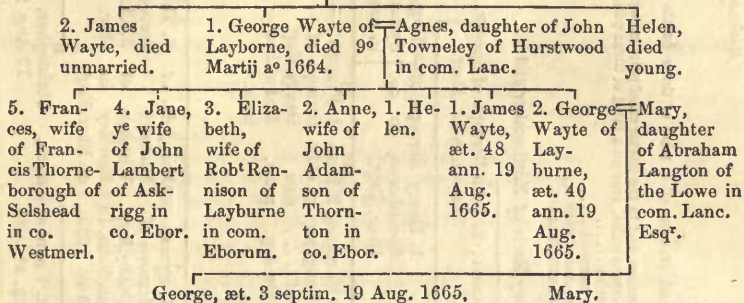 2. James
Wayte, died
unmarried.
1. George Wayte of
Layborne, died 9º
Martij aº 1664.
Agnes, daughter of John
Towneley of Hurstwood
in com. Lanc.
Helen,
died
young.
5. Fran-
ces, wife
of Fran-
cis Thorne-
borough of
Selshead
in co.
Westmerl.
4. Jane,
yᵉ wife
of John
Lambert
of Ask-
rigg in
co. Ebor.
3. Eliza-
beth,
wife of
Robᵗ Ren-
nison of
Layburne
in com.
Eborum.
2. Anne,
wife of
John
Adam-
son of
Thorn-
ton in
co. Ebor.
1. He-
len.
1. James
Wayte,
æt. 48
ann. 19
Aug.
1665.
2. George
Wayte of
Lay-
burne,
æt. 40
ann. 19
Aug.
1665.
Mary,
daughter
of Abraham
Langton of
the Lowe in
com. Lanc.
Esqʳ.
George, æt. 3 septim. 19 Aug. 1665.
Mary.